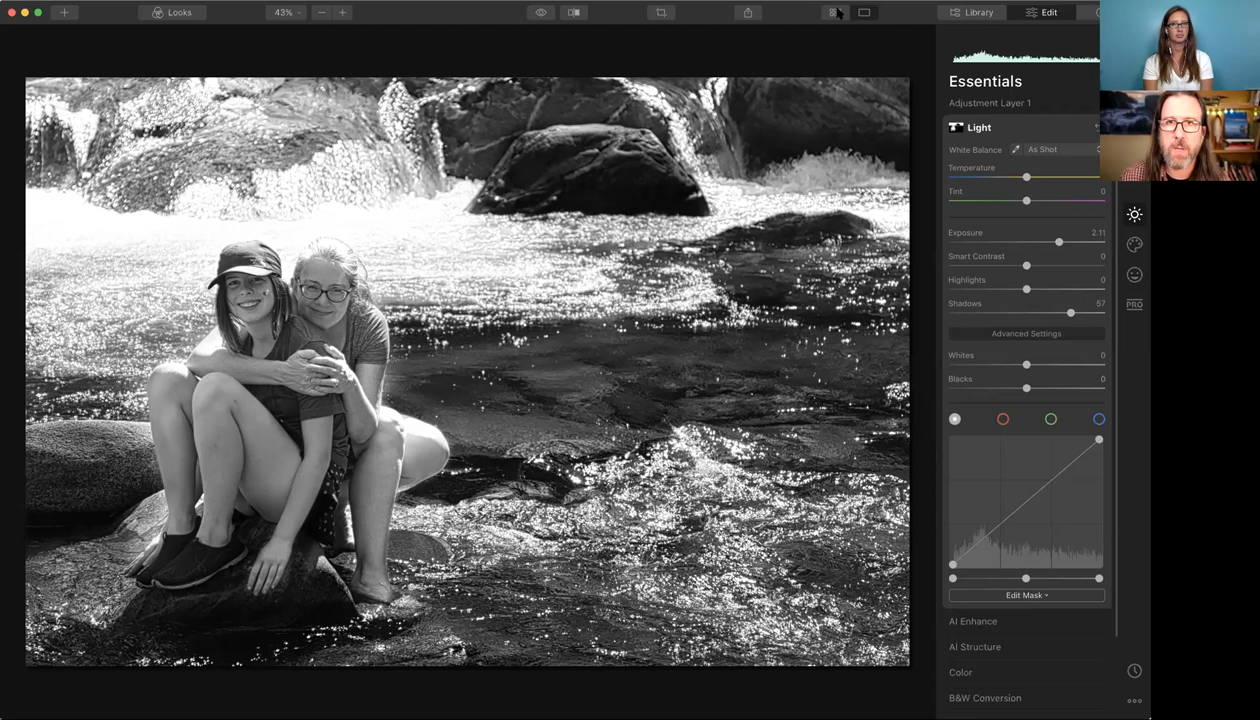 Looks
43%
Library
Edit
Essentials
Adjustment Layer 1
Light
White Balance
As Shot
Temperature
Tint
0
Exposure
2.11
Smart Contrast
0
Highlights
0
Shadows
57
Advanced Settings
Whites
0
Blacks
0
Edit Mask
AI Enhance
AI Structure
Color
B&W Conversion
PRO